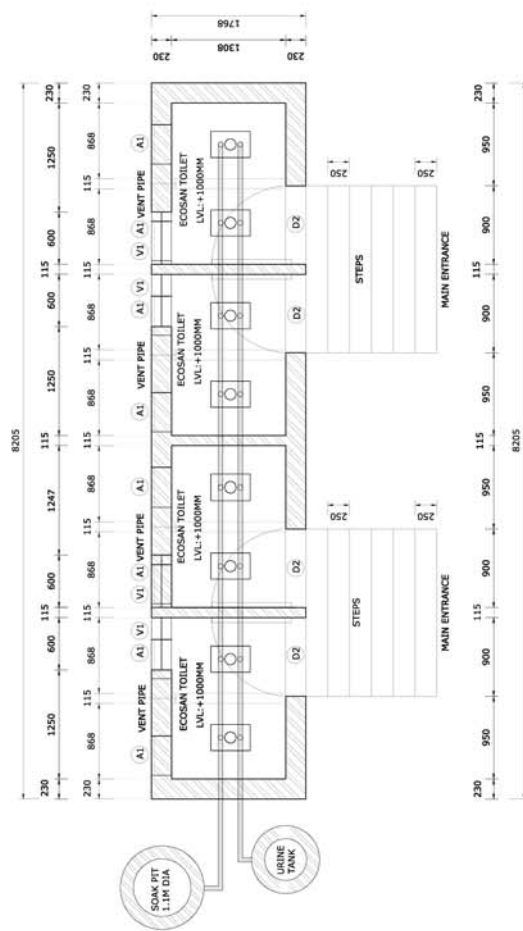 8205
230 1250 600 115 600 1247 115 1250 600 115 600 1250 230
230 868 115 868 115 868 115 868 115 868 115 868 115 868 115 868 230
A1 VENT PIPE A1 V1 V1 A1 VENT PIPE A1 A1 VENT PIPE A1 V1 V1 A1 VENT PIPE A1
SOAK PIT
1.1M DIA
ECOSAN TOILET
LVL:+1000MM
ECOSAN TOILET
LVL:+1000MM
ECOSAN TOILET
LVL:+1000MM
ECOSAN TOILET
LVL:+1000MM
230
1308
230
1768
URINE
TANK
D2 D2 D2 D2
250 250
STEPS STEPS
250 250
MAIN ENTRANCE MAIN ENTRANCE
230 950 900 115 900 950 115 950 900 115 900 950 230
8205